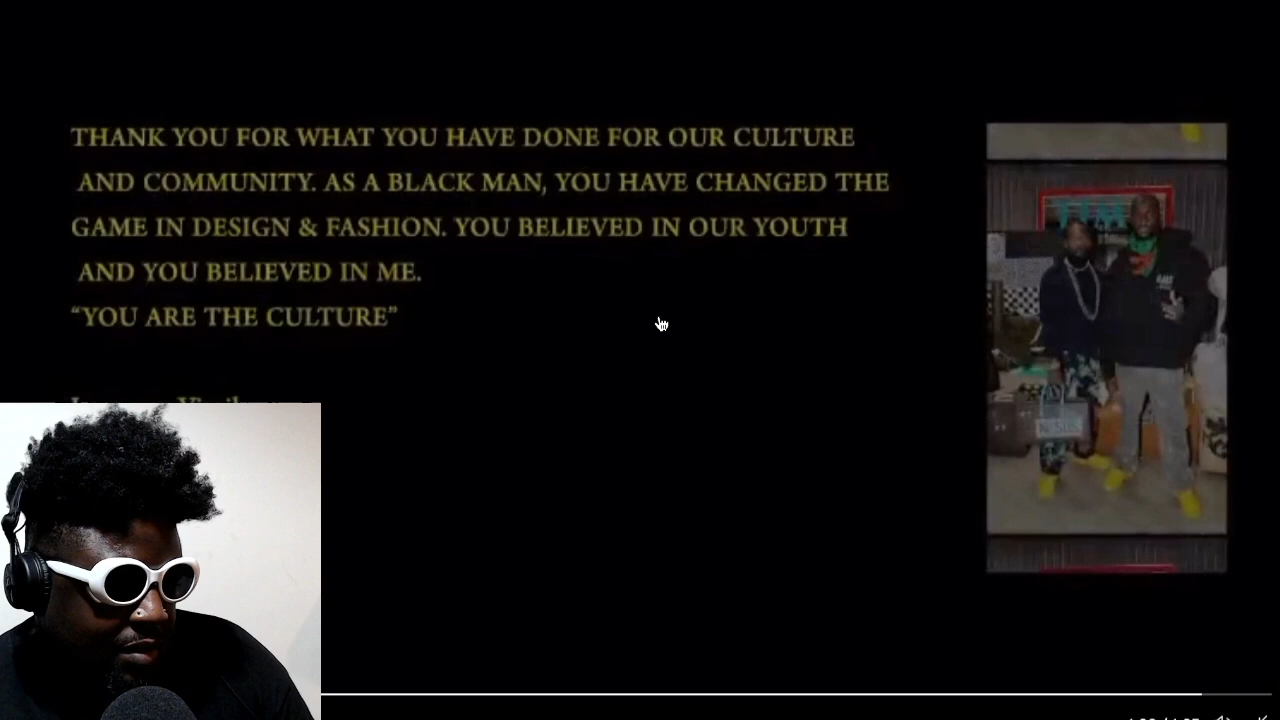 THANK YOU FOR WHAT YOU HAVE DONE FOR OUR CULTURE
AND COMMUNITY. AS A BLACK MAN, YOU HAVE CHANGED THE
GAME IN DESIGN & FASHION. YOU BELIEVED IN OUR YOUTH
AND YOU BELIEVED IN ME.
“YOU ARE THE CULTURE”